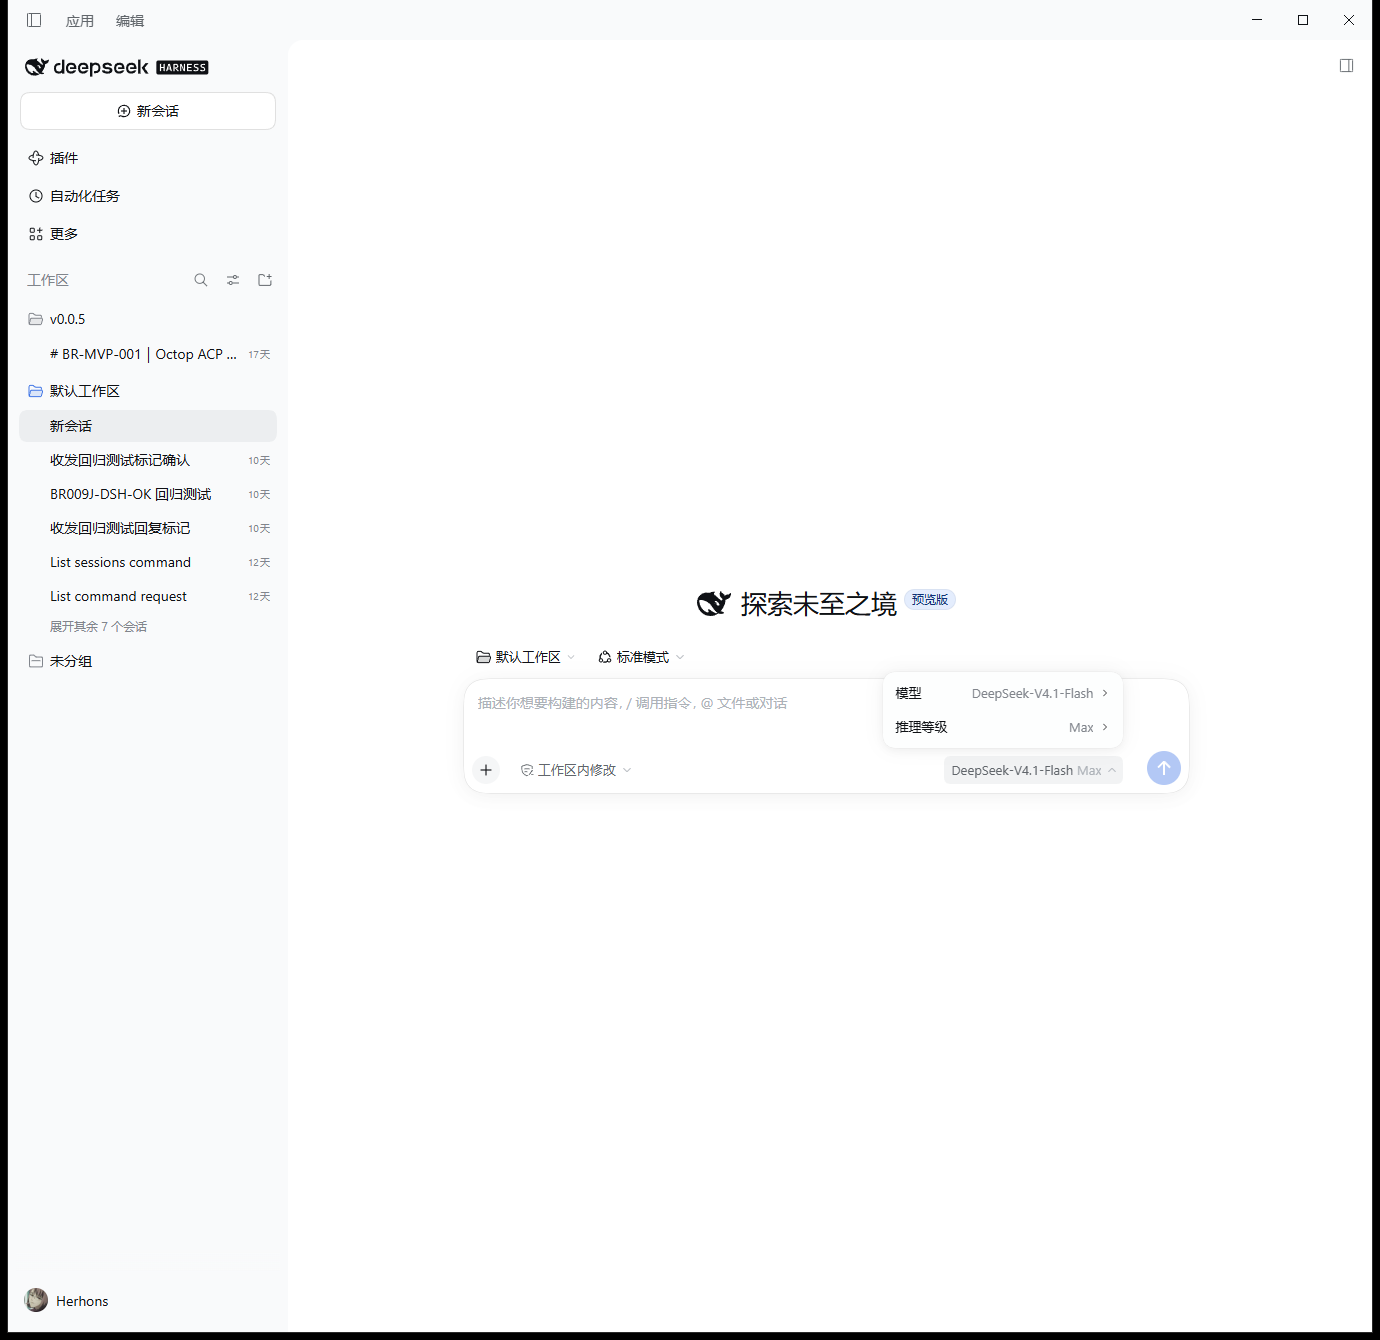 应用 编辑
deepseek HARNESS
新会话
插件
自动化任务
更多
工作区
v0.0.5
# BR-MVP-001 | Octop ACP ... 17天
默认工作区
新会话
收发回归测试标记确认 10天
BR009J-DSH-OK 回归测试 10天
收发回归测试回复标记 10天
List sessions command 12天
List command request 12天
展开其余 7 个会话
未分组
探索未至之境 预览版
默认工作区 标准模式
描述你想要构建的内容, / 调用指令, @ 文件或对话
模型 DeepSeek-V4.1-Flash
推理等级 Max
工作区内修改 DeepSeek-V4.1-Flash Max
Herhons